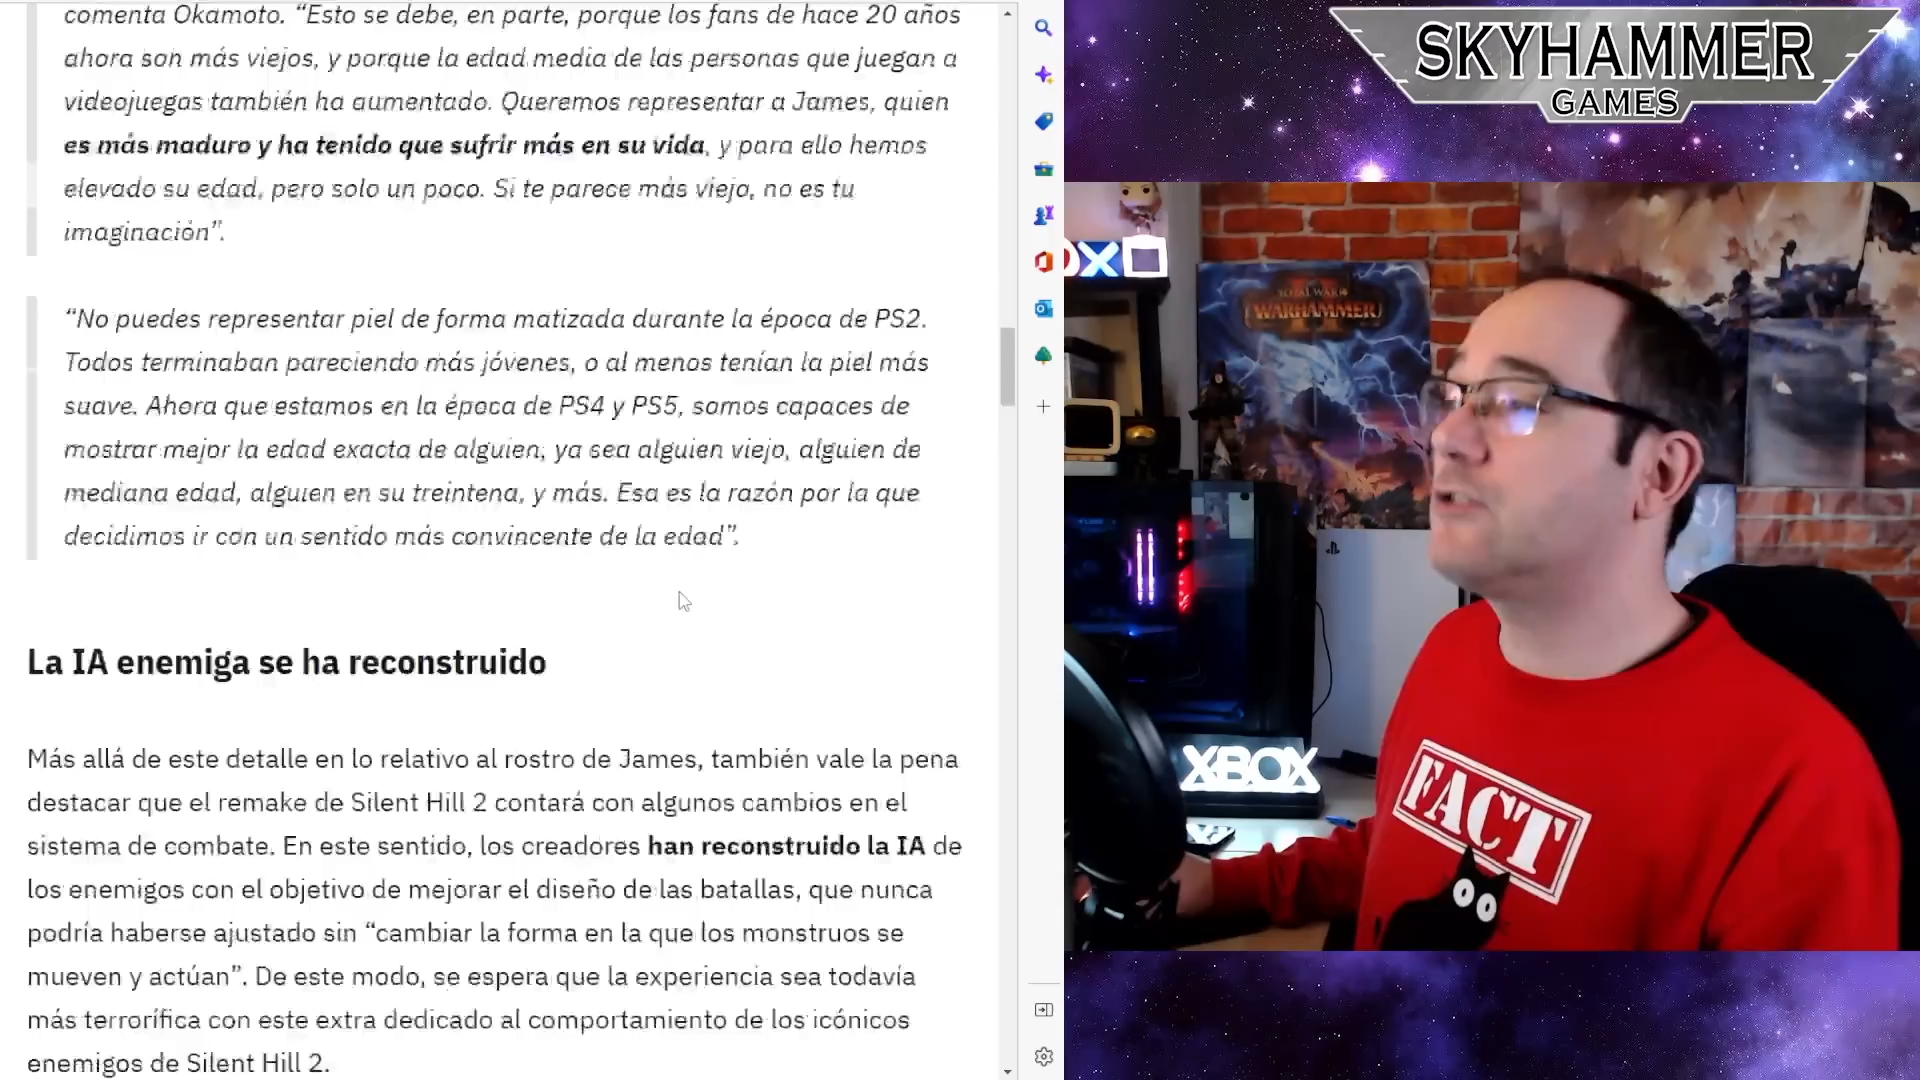 comenta Okamoto. “Esto se debe, en parte, porque los fans de hace 20 años
ahora son más viejos, y porque la edad media de las personas que juegan a
videojuegas también ha aumentado. Queremos representar a James, quien
es más maduro y ha tenido que sufrir más en su vida, y para ello hemos
elevado su edad, pero solo un poco. Si te parece más viejo, no es tu
imaginación”.
“No puedes representar piel de forma matizada durante la época de PS2.
Todos terminaban pareciendo más jóvenes, o al menos tenían la piel más
suave. Ahora que estamos en la época de PS4 y PS5, somos capaces de
mostrar mejor la edad exacta de alguien, ya sea alguien viejo, alguien de
mediana edad, alguien en su treintena, y más. Esa es la razón por la que
decidimos ir con un sentido más convincente de la edad”.
La IA enemiga se ha reconstruido
Más allá de este detalle en lo relativo al rostro de James, también vale la pena
destacar que el remake de Silent Hill 2 contará con algunos cambios en el
sistema de combate. En este sentido, los creadores han reconstruido la IA de
los enemigos con el objetivo de mejorar el diseño de las batallas, que nunca
podría haberse ajustado sin “cambiar la forma en la que los monstruos se
mueven y actúan”. De este modo, se espera que la experiencia sea todavía
más terrorífica con este extra dedicado al comportamiento de los icónicos
enemigos de Silent Hill 2.
SKYHAMMER
GAMES
TOTAL WAR
WARHAMMER
XBOX
FACT